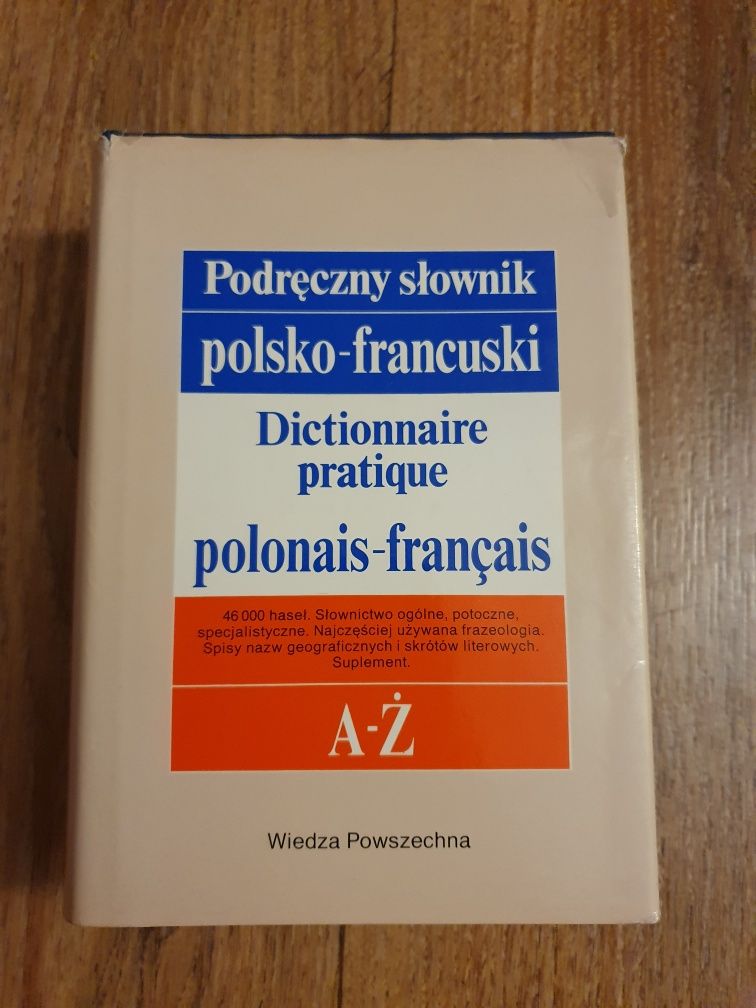 Podręczny słownik
polsko-francuski
Dictionnaire
pratique
polonais-français
46 000 haseł. Słownictwo ogólne, potoczne,
specjalistyczne. Najczęściej używana frazeologia.
Spisy nazw geograficznych i skrótów literowych.
Suplement.
A-Ż
Wiedza Powszechna